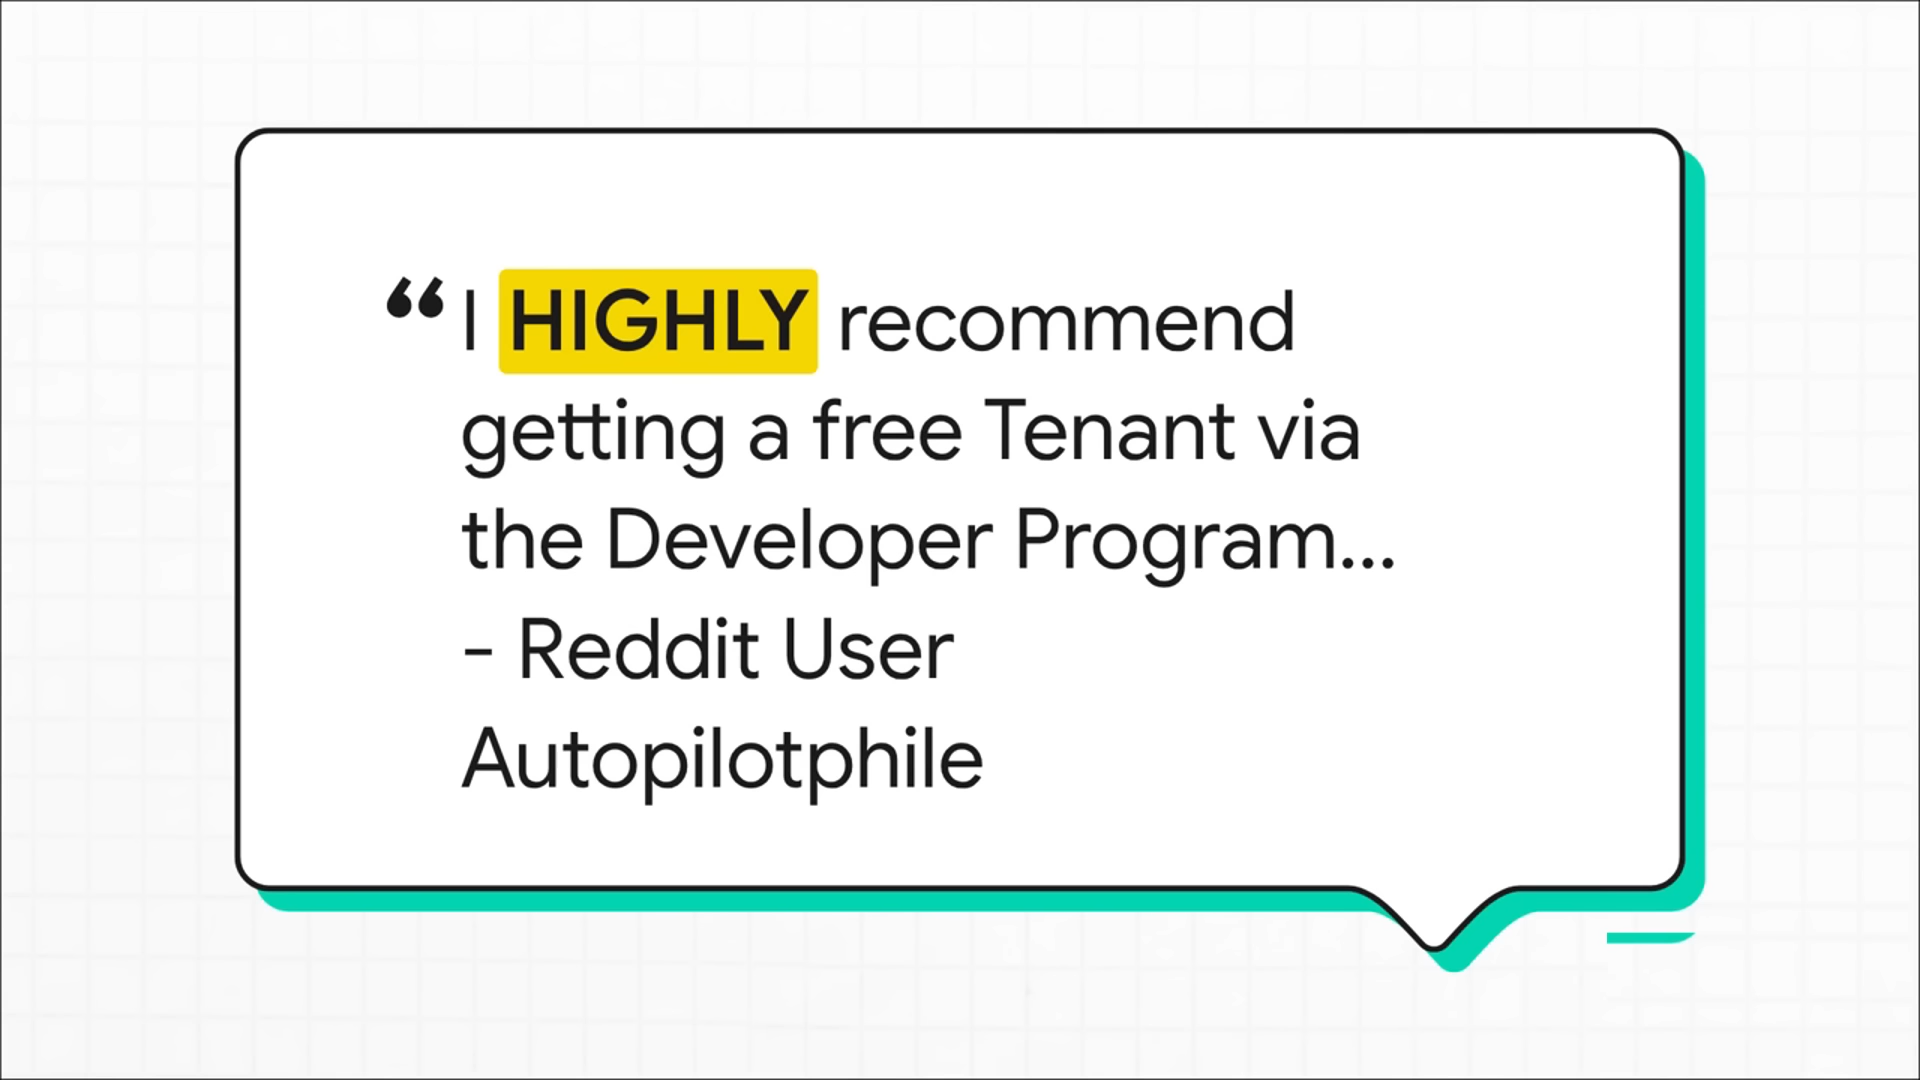 “I HIGHLY recommend
getting a free Tenant via
the Developer Program...
- Reddit User
Autopilotphile